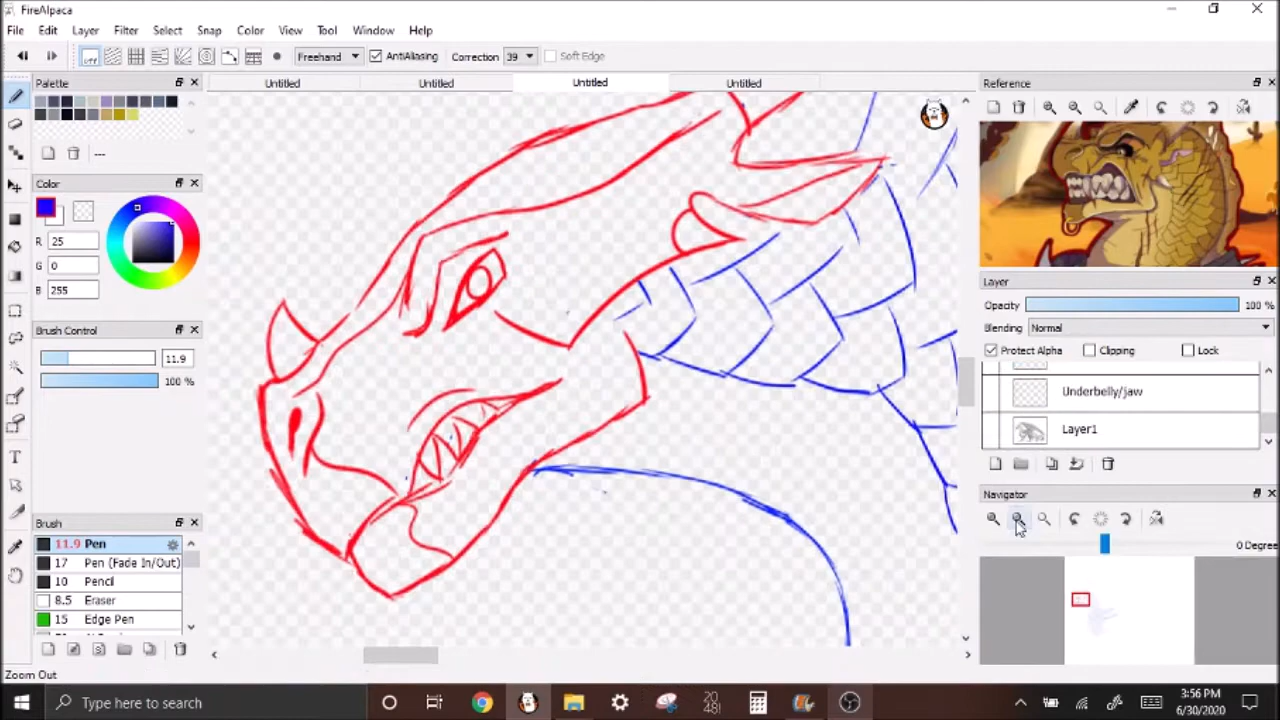 FireAlpaca
File Edit Layer Filter Select Snap Color View Tool Window Help
OFF Freehand AntiAliasing Correction 39 Soft Edge
Palette Untitled Untitled Untitled Untitled Reference
---
Color
R 25
G 0
B 255
Layer
Opacity 100 %
Blending Normal
Protect Alpha Clipping Lock
Brush Control
11.9
100 %
Underbelly/jaw
Layer1
Navigator
0 Degree
Brush
11.9 Pen
17 Pen (Fade In/Out)
10 Pencil
8.5 Eraser
15 Edge Pen
Zoom Out
Type here to search
20
48!
3:56 PM
6/30/2020